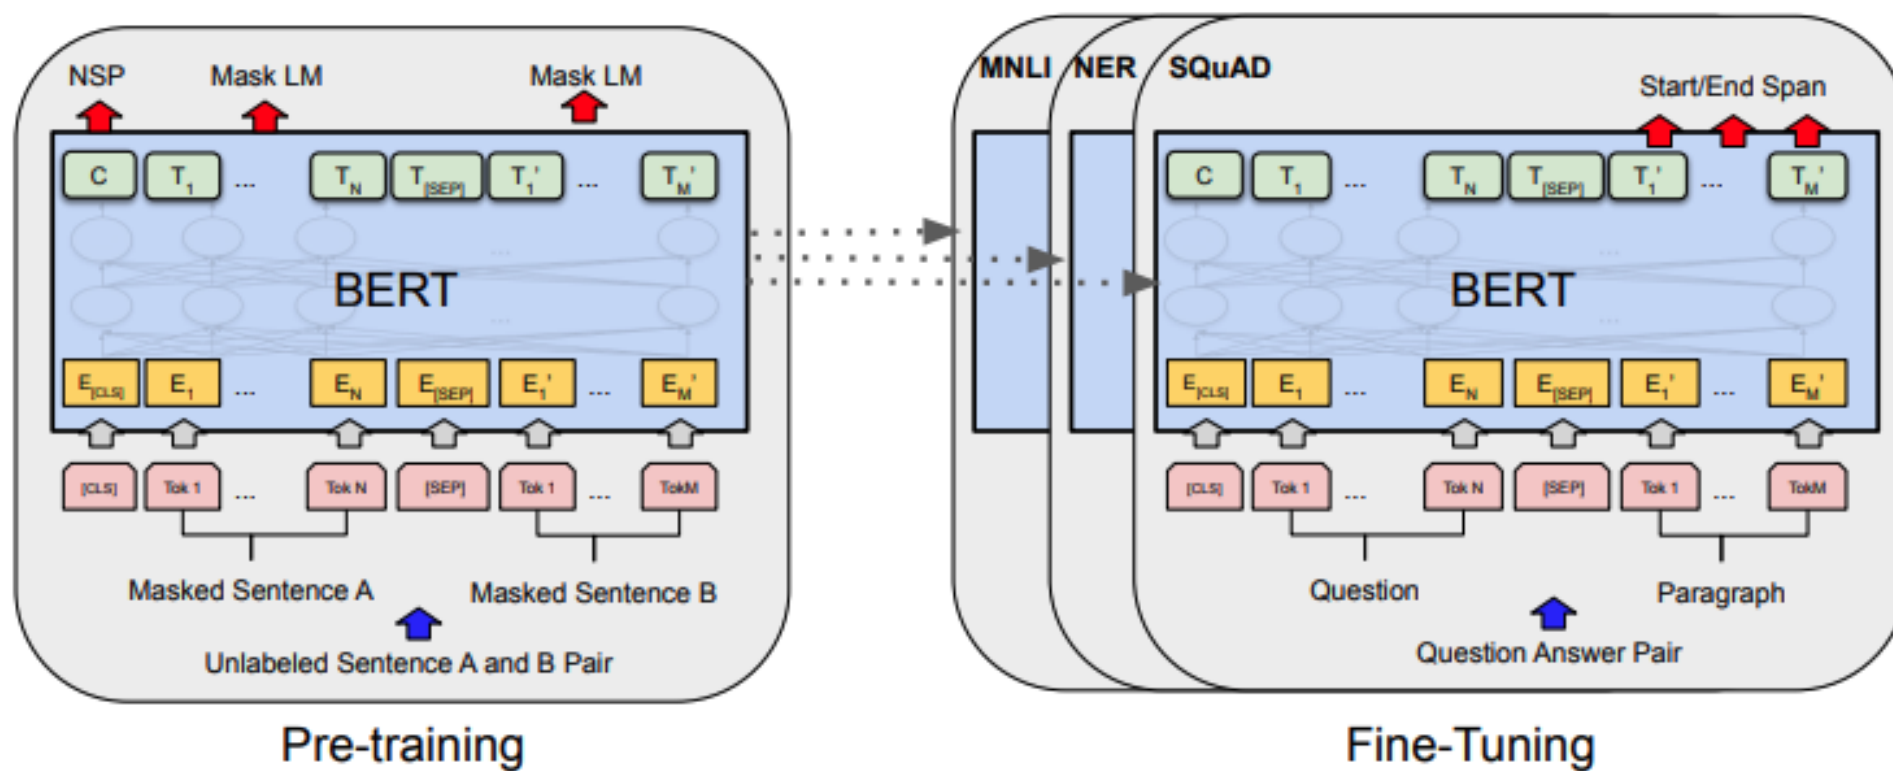 NSP Mask LM Mask LM
C T1 ... TN T[SEP] T1' ... TM'
...
BERT
...
E[CLS] E1 ... EN E[SEP] E1' ... EM'
[CLS] Tok 1 ... Tok N [SEP] Tok 1 ... TokM
Masked Sentence A Masked Sentence B
Unlabeled Sentence A and B Pair
Pre-training
MNLI NER SQuAD
Start/End Span
C T1 ... TN T[SEP] T1' ... TM'
...
BERT
...
E[CLS] E1 ... EN E[SEP] E1' ... EM'
[CLS] Tok 1 ... Tok N [SEP] Tok 1 ... TokM
Question Paragraph
Question Answer Pair
Fine-Tuning